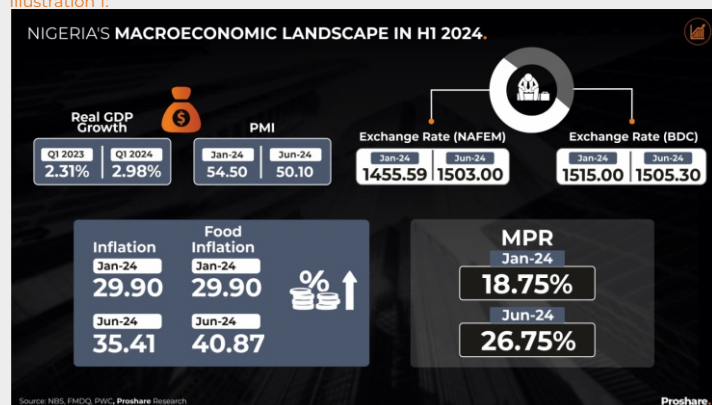 Illustration 1:
NIGERIA'S MACROECONOMIC LANDSCAPE IN H1 2024.
Real GDP
Growth
Q1 2023 Q1 2024
2.31% 2.98%
$
PMI
Jan-24 Jun-24
54.50 50.10
Exchange Rate (NAFEM)
Jan-24 Jun-24
1455.59 1503.00
Exchange Rate (BDC)
Jan-24 Jun-24
1515.00 1505.30
Inflation
Jan-24
29.90
Jun-24
35.41
Food
Inflation
Jan-24
29.90
Jun-24
40.87
%
MPR
Jan-24
18.75%
Jun-24
26.75%
Source: NBS, FMDQ, PWC, Proshare Research
Proshare.